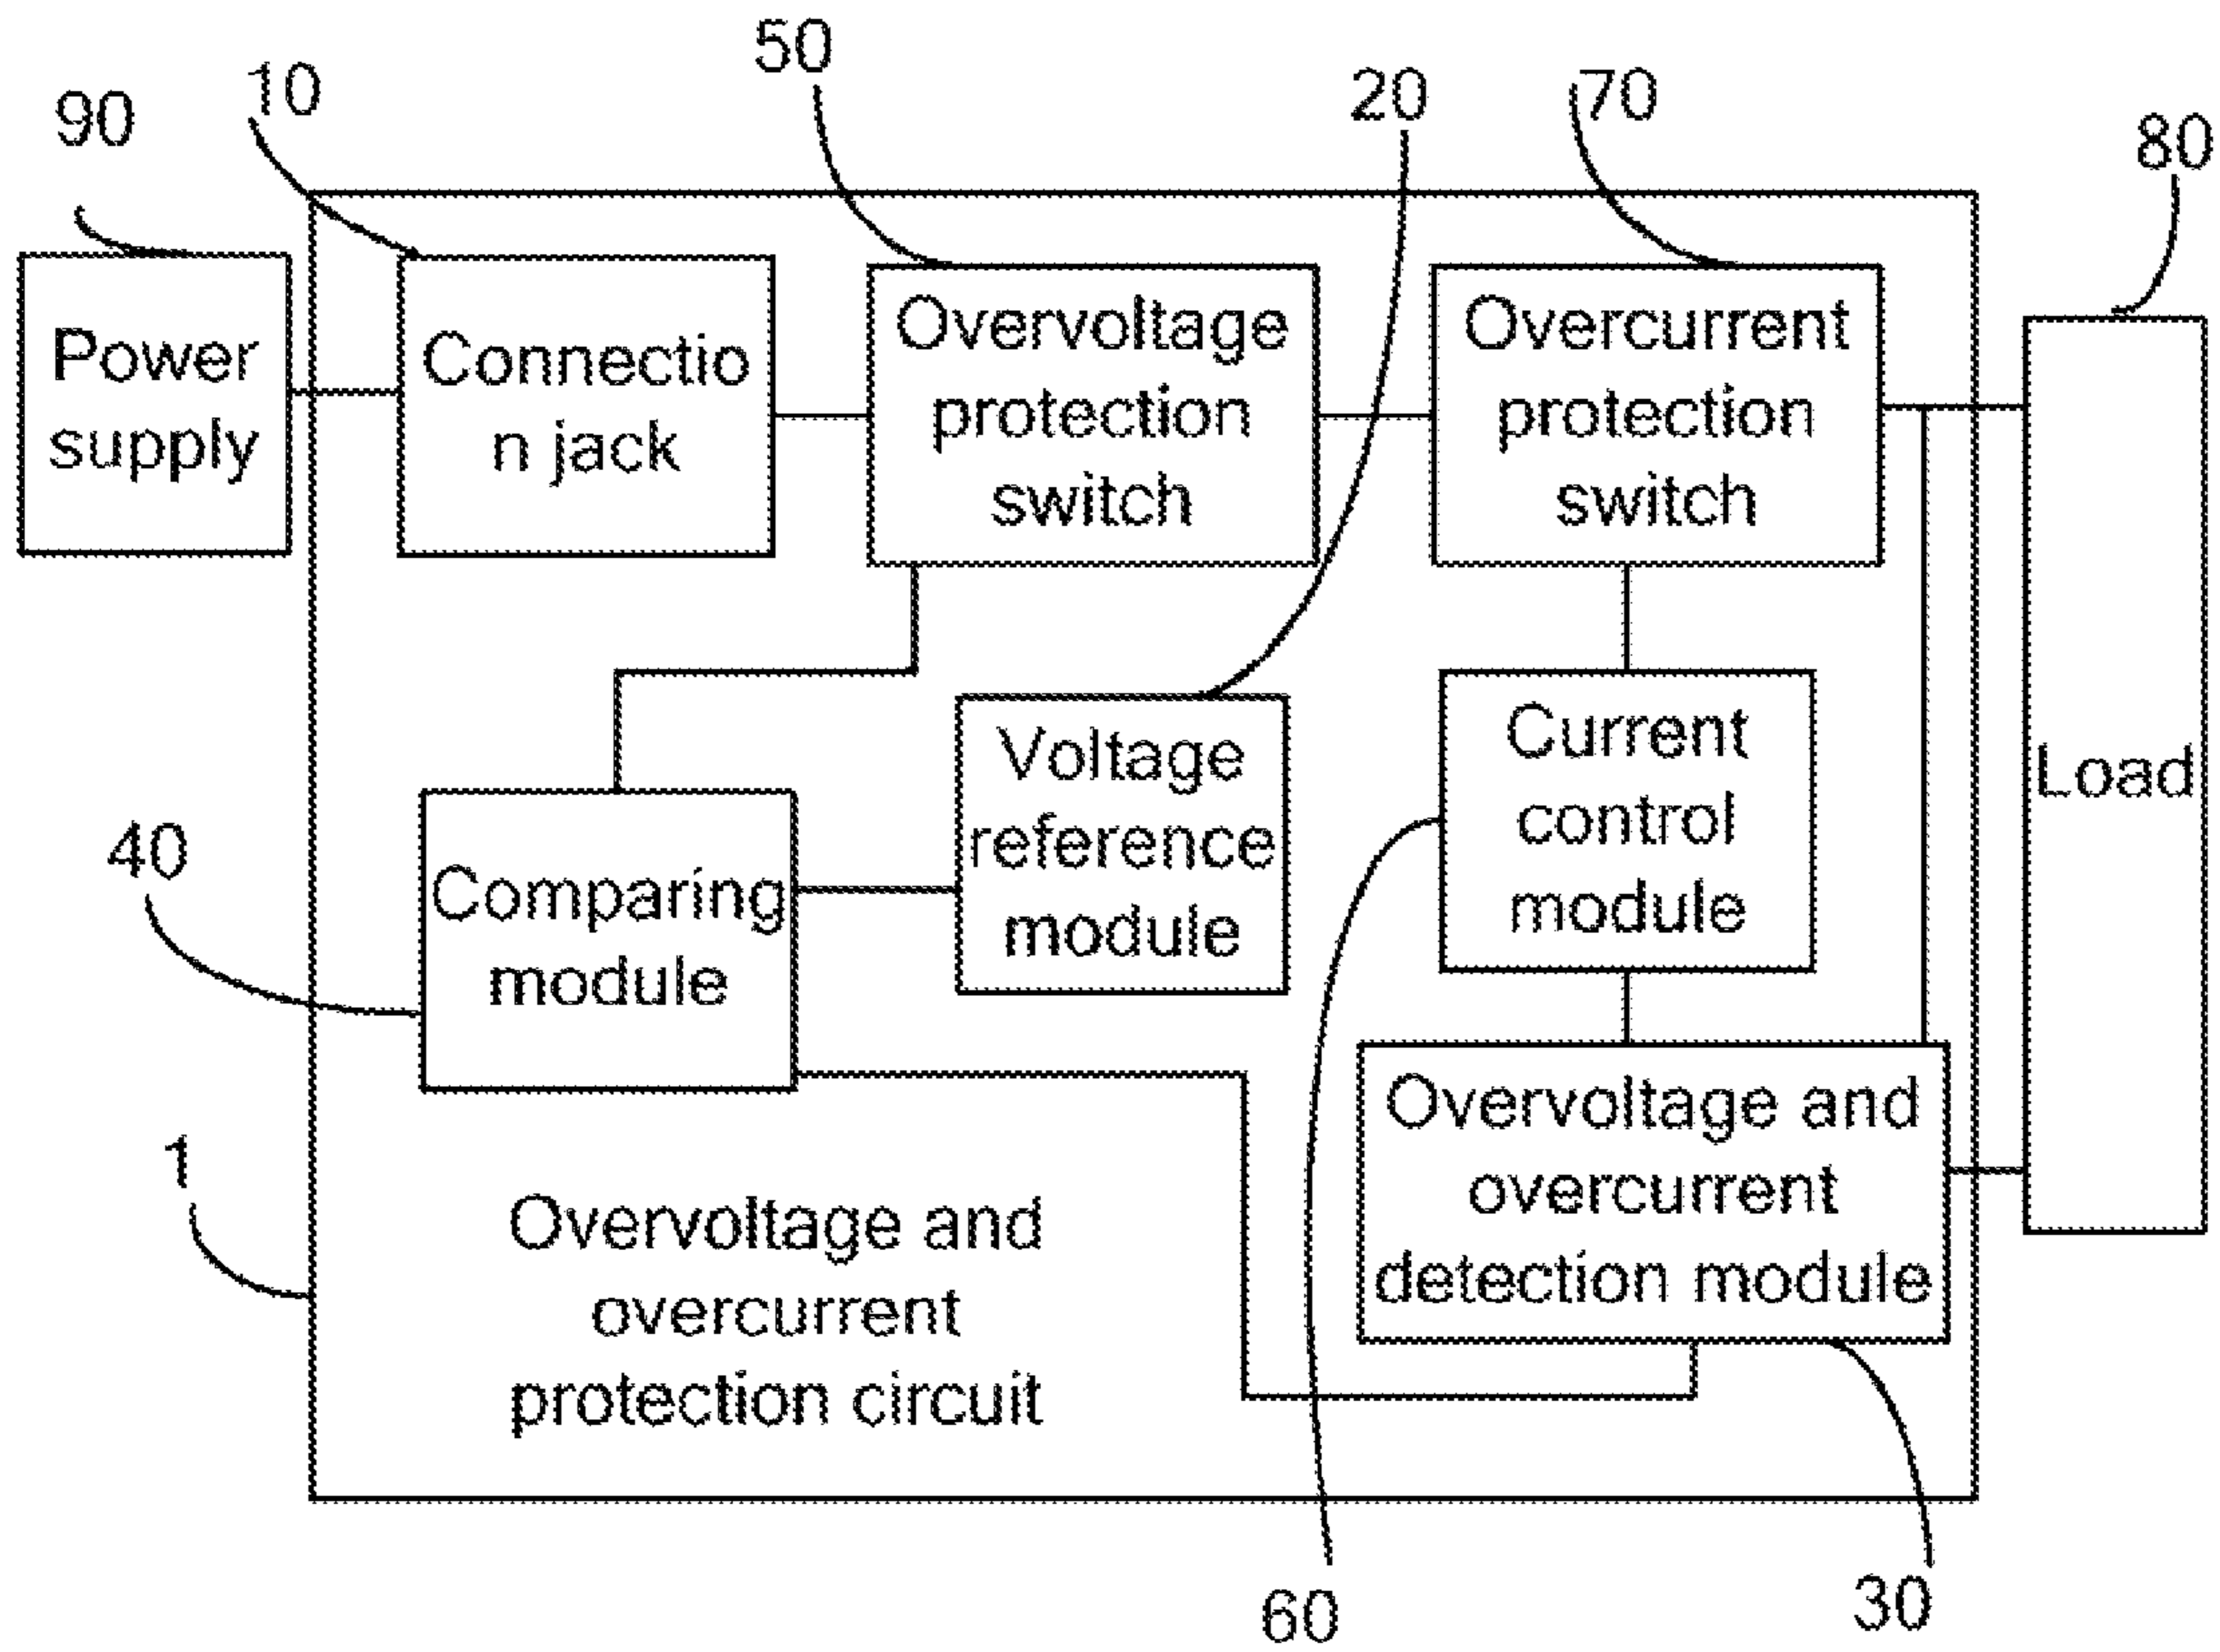 50
10
20
70
90
80
Power
supply
Connectio
n jack
Overvoltage
protection
switch
Overcurrent
protection
switch
Voltage
reference
module
Current
control
module
Load
40
Comparing
module
1
Overvoltage and
overcurrent
detection module
Overvoltage and
overcurrent
protection circuit
60
30